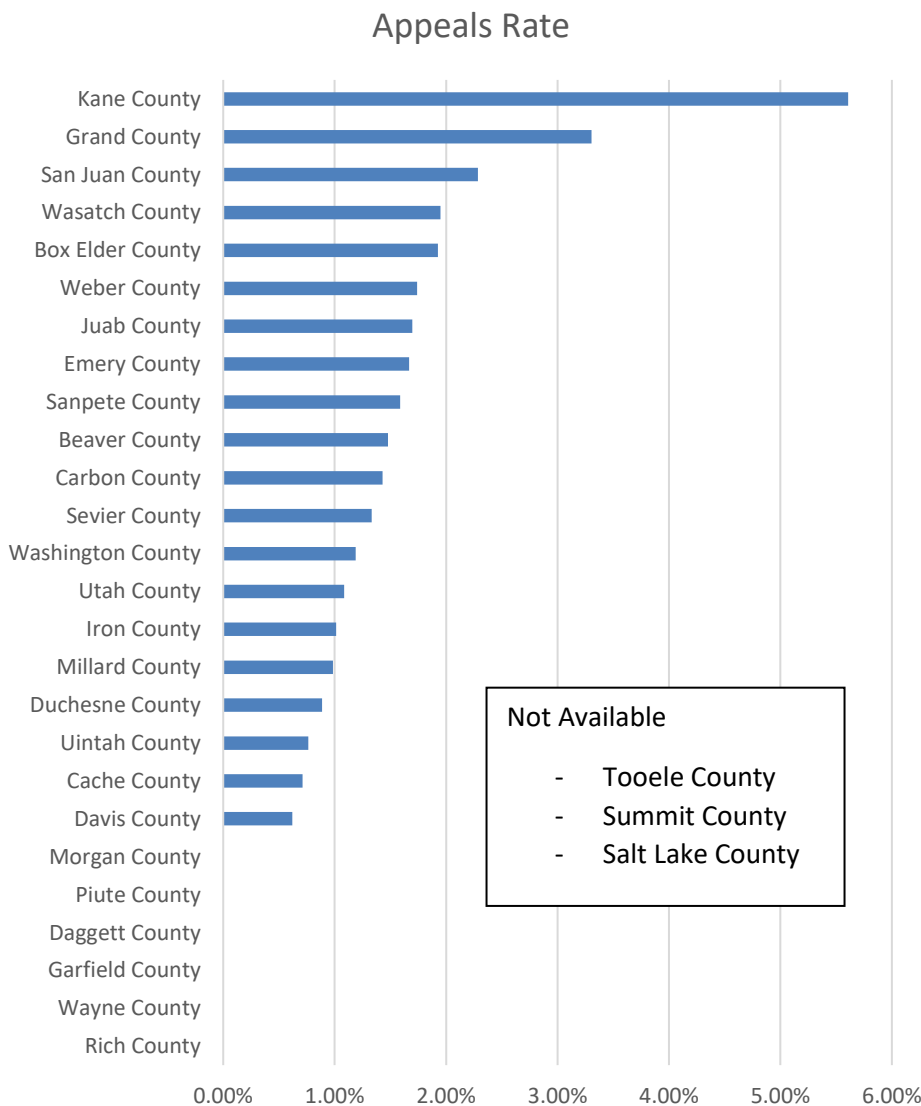 Appeals Rate
Kane County
Grand County
San Juan County
Wasatch County
Box Elder County
Weber County
Juab County
Emery County
Sanpete County
Beaver County
Carbon County
Sevier County
Washington County
Utah County
Iron County
Millard County
Duchesne County
Uintah County
Cache County
Davis County
Morgan County
Piute County
Daggett County
Garfield County
Wayne County
Rich County
Not Available
- Tooele County
- Summit County
- Salt Lake County
0.00% 1.00% 2.00% 3.00% 4.00% 5.00% 6.00%